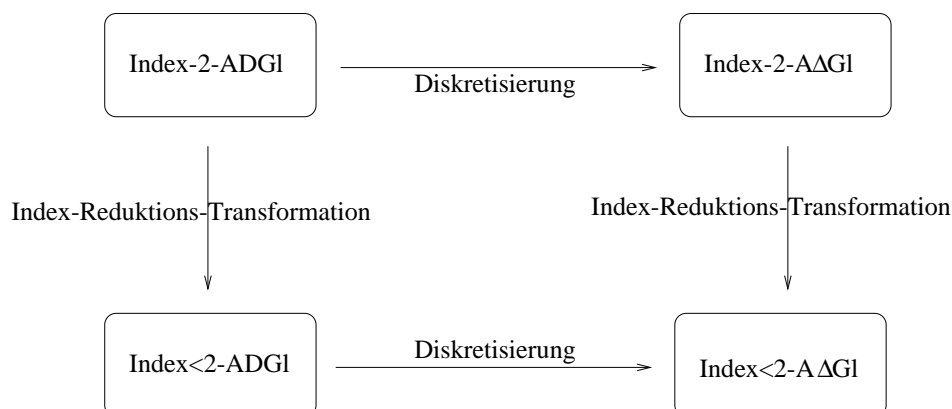 Index-2-ADGl
Diskretisierung
Index-2-AΔGl
Index-Reduktions-Transformation
Index-Reduktions-Transformation
Index<2-ADGl
Diskretisierung
Index<2-AΔGl